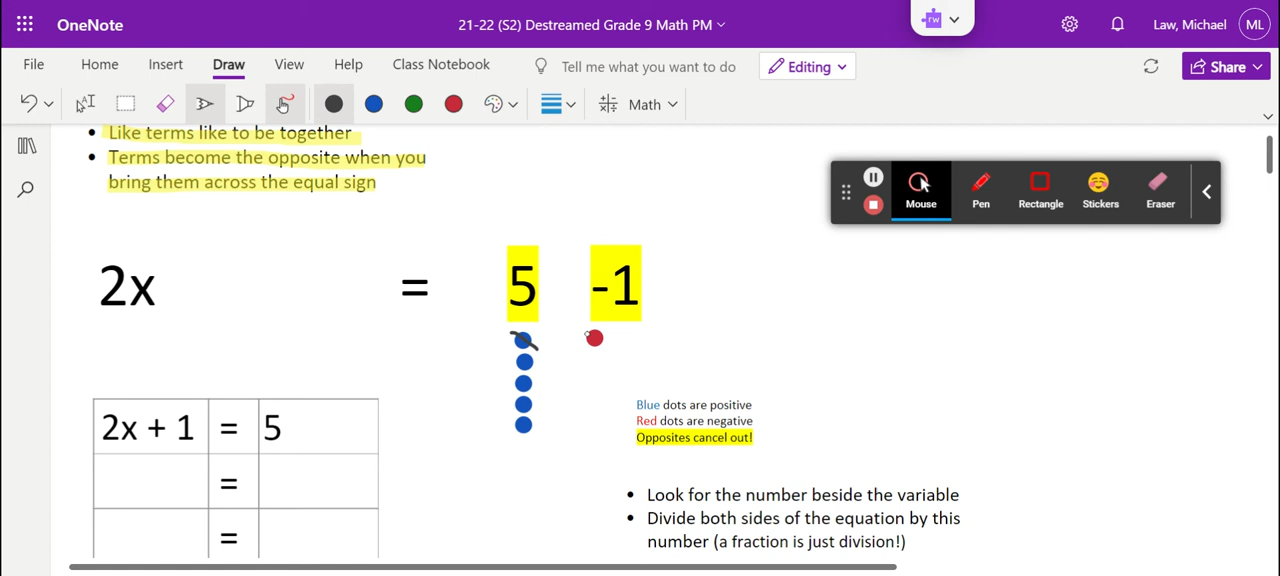 OneNote
21-22 (S2) Destreamed Grade 9 Math PM
rw
Law, Michael
ML
File
Home
Insert
Draw
View
Help
Class Notebook
Tell me what you want to do
Editing
Share
Math
• Like terms like to be together
• Terms become the opposite when you
bring them across the equal sign
Mouse
Pen
Rectangle
Stickers
Eraser
2x = 5 -1
2x + 1 = 5
=
=
Blue dots are positive
Red dots are negative
Opposites cancel out!
• Look for the number beside the variable
• Divide both sides of the equation by this
number (a fraction is just division!)